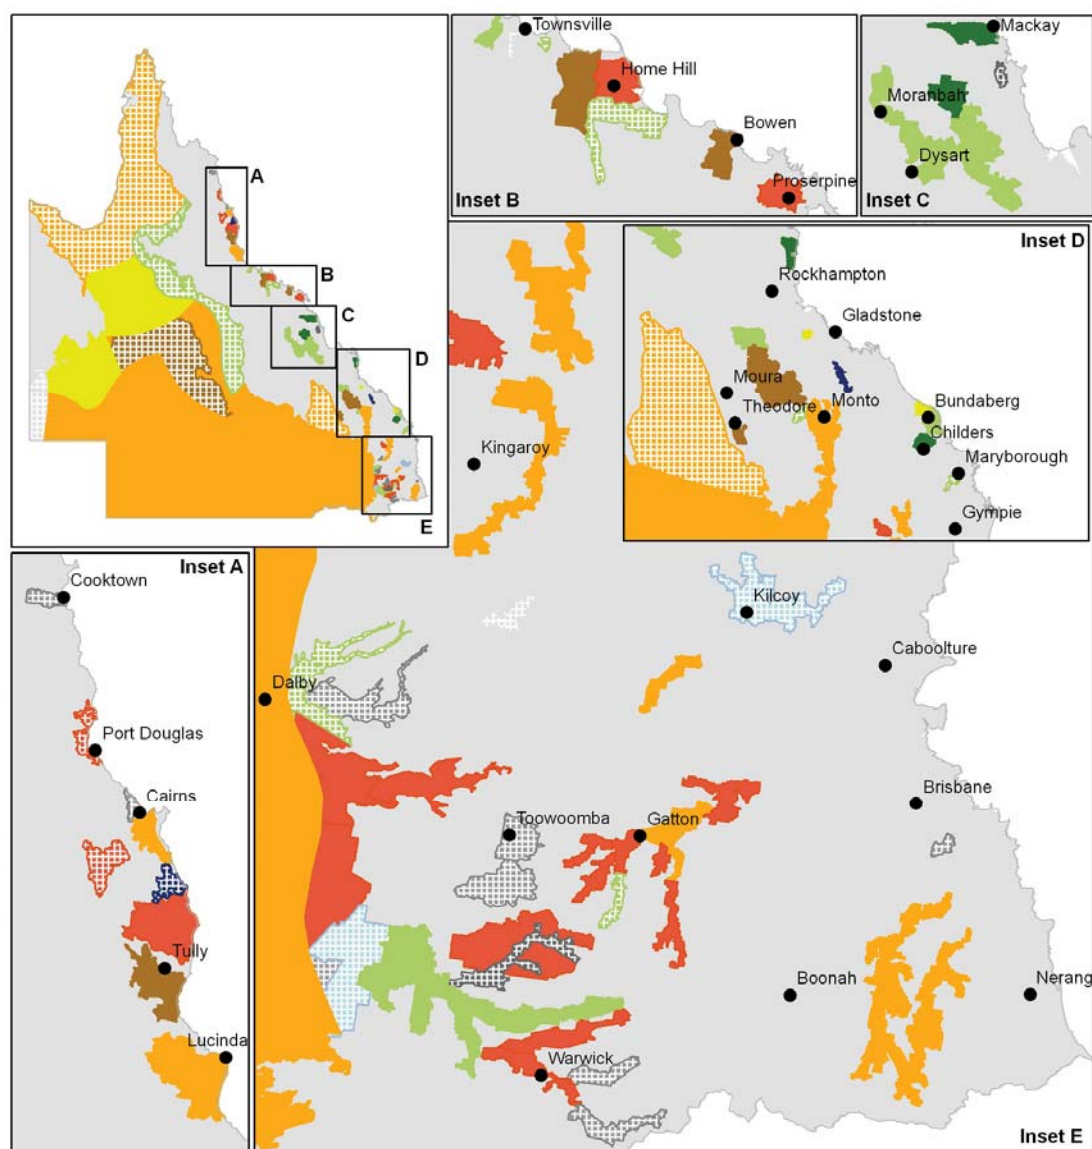 A
B
C
D
E
Townsville
Home Hill
Bowen
Proserpine
Inset B
Mackay
Moranbah
Dysart
Inset C
Kingaroy
Inset D
Rockhampton
Gladstone
Moura
Theodore
Monto
Bundaberg
Childers
Maryborough
Gympie
Inset A
Cooktown
Port Douglas
Cairns
Tully
Lucinda
Kilcoy
Caboolture
Dalby
Brisbane
Toowoomba
Gatton
Boonah
Nerang
Warwick
Inset E